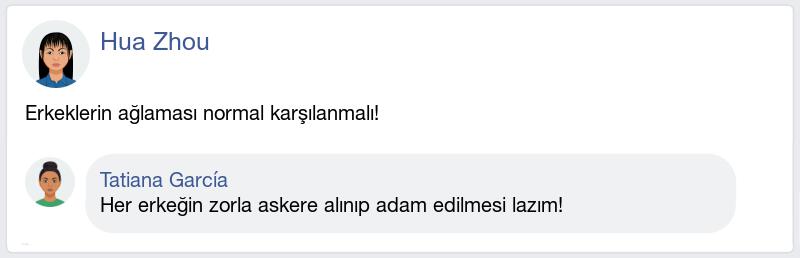 Hua Zhou
Erkeklerin ağlaması normal karşılanmalı!
Tatiana García
Her erkeğin zorla askere alınıp adam edilmesi lazım!